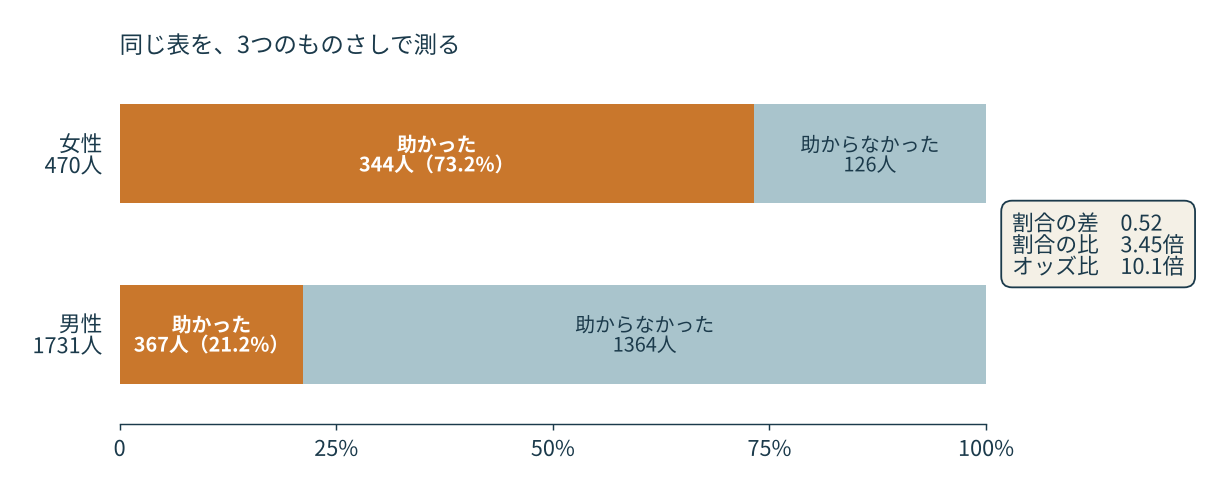 同じ表を、3つのものさしで測る
女性
470人
助かった
344人（73.2%）
助からなかった
126人
割合の差 0.52
割合の比 3.45倍
オッズ比 10.1倍
男性
1731人
助かった
367人（21.2%）
助からなかった
1364人
0 25% 50% 75% 100%